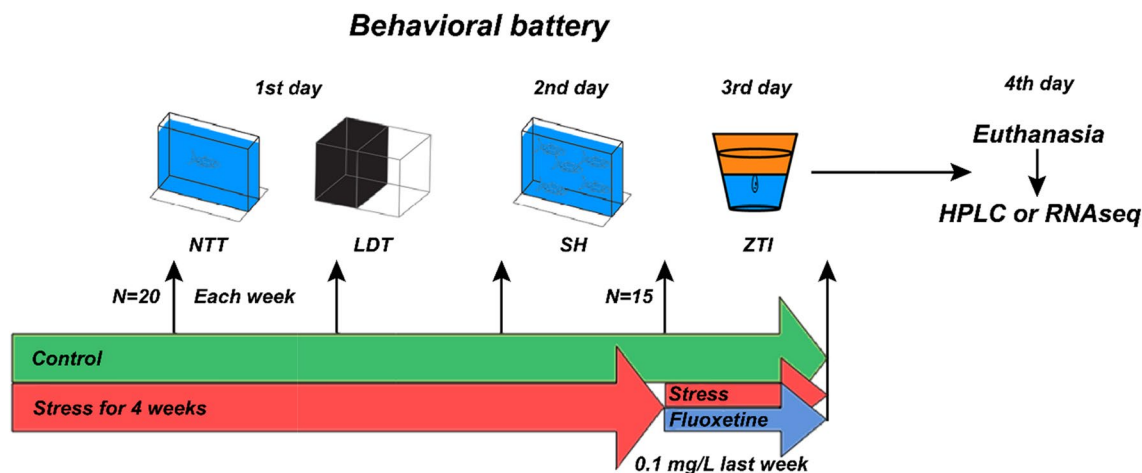 Behavioral battery
1st day
2nd day
3rd day
4th day
Euthanasia
HPLC or RNAseq
NTT
LDT
SH
ZTI
N=20
Each week
N=15
Control
Stress for 4 weeks
Stress
Fluoxetine
0.1 mg/L last week